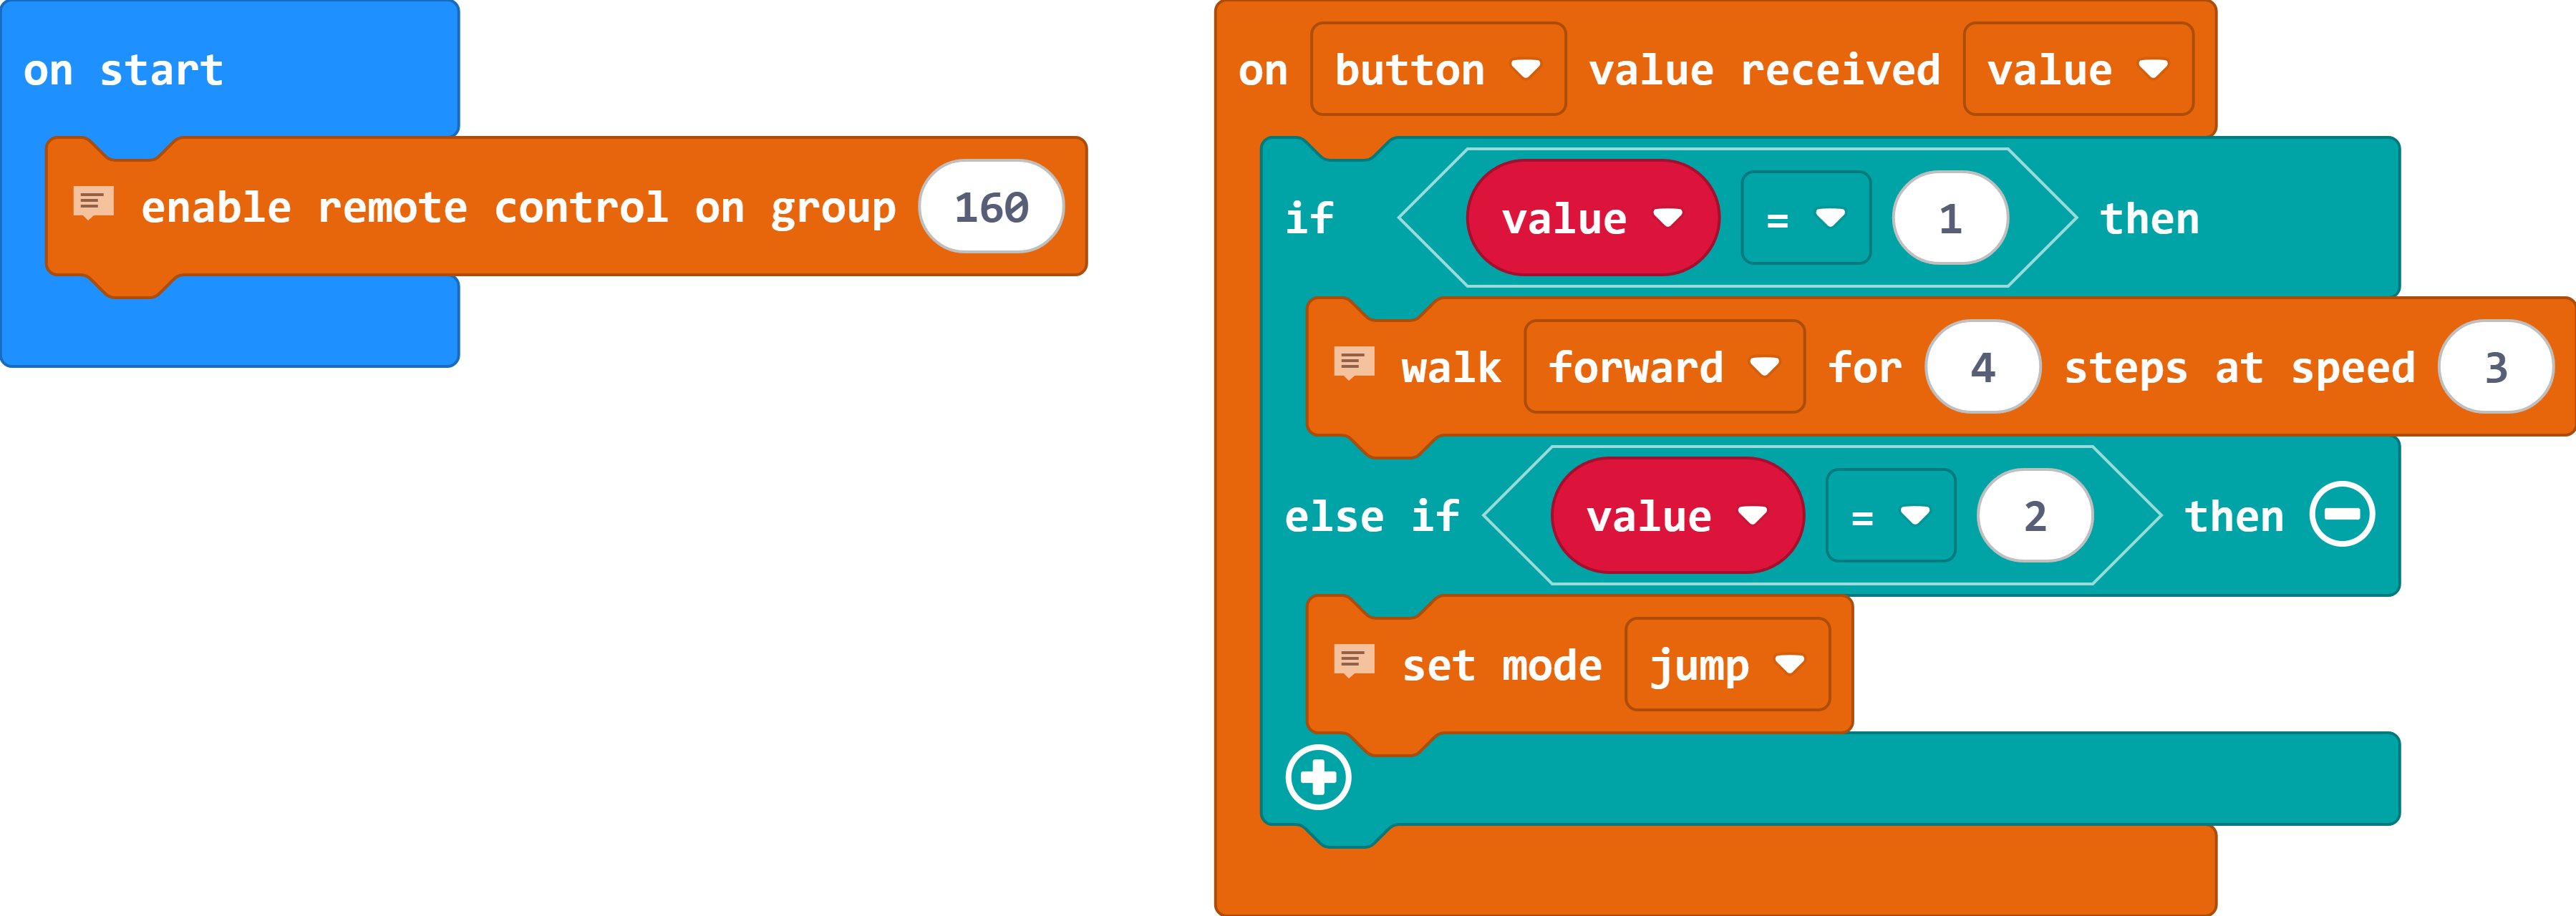 on start
enable remote control on group 160
on button value received value
if value = 1 then
walk forward for 4 steps at speed 3
else if value = 2 then
set mode jump